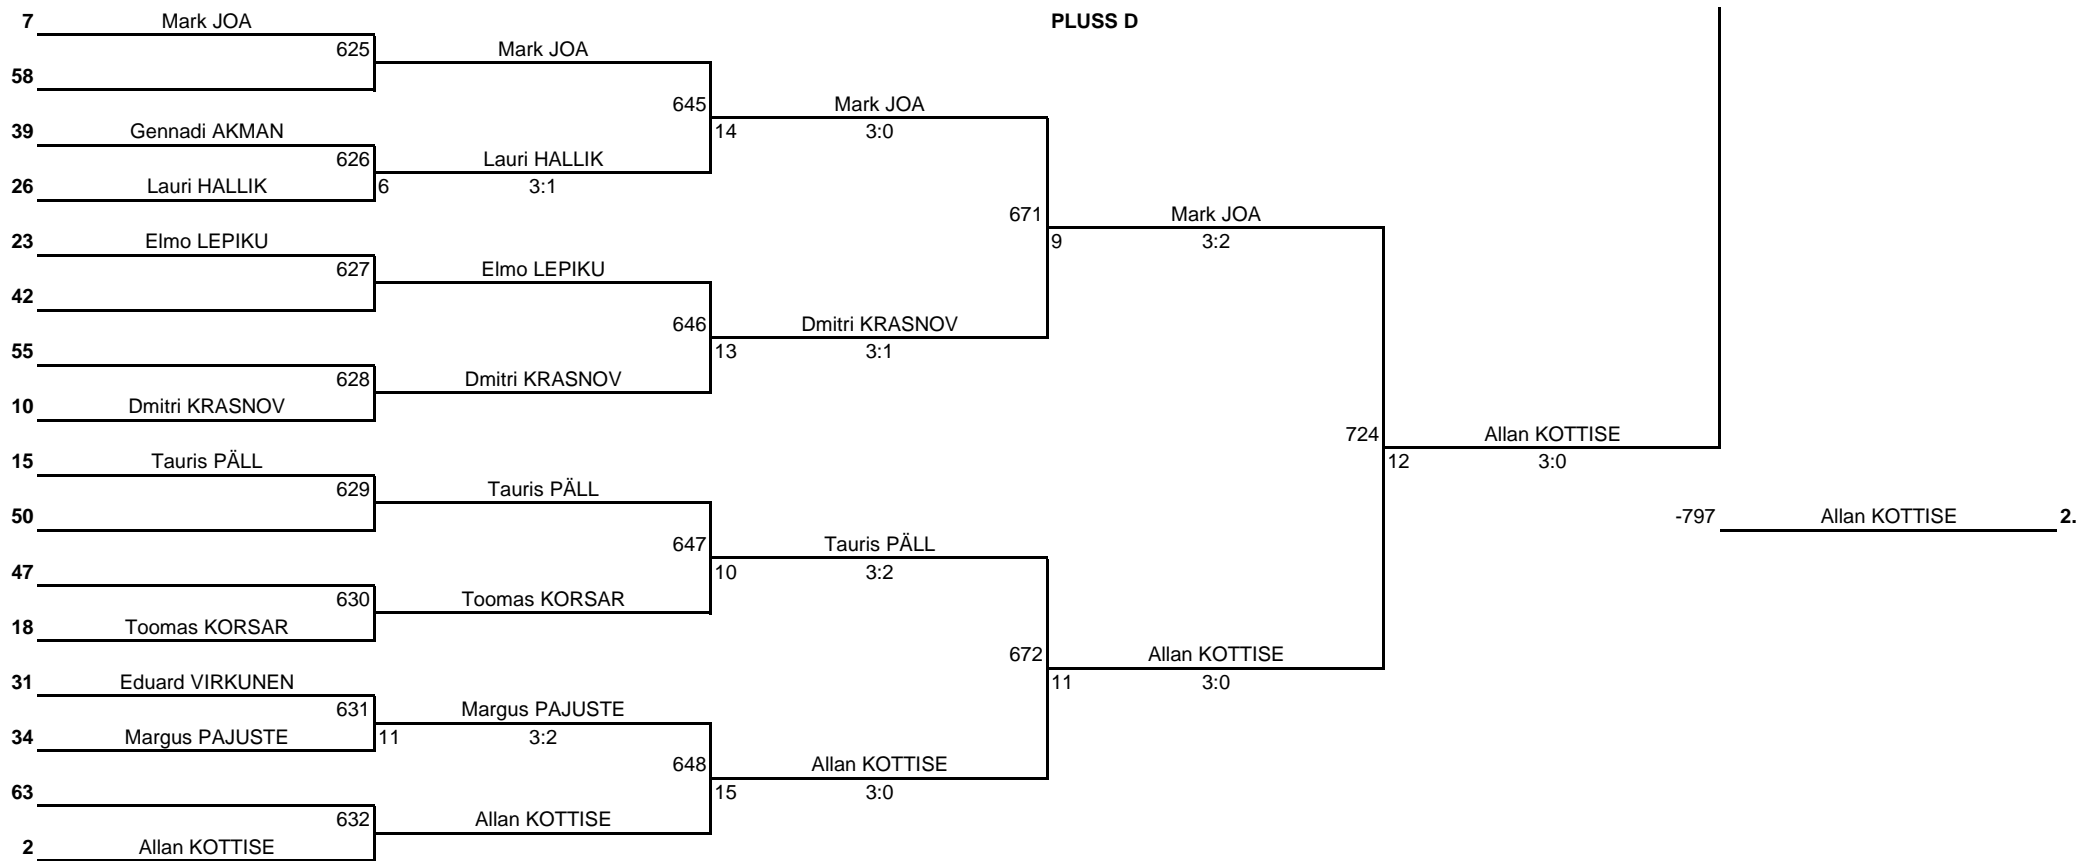 7 Mark JOA PLUSS D
625 Mark JOA
58
645 Mark JOA
39 Gennadi AKMAN 14 3:0
626 Lauri HALLIK
26 Lauri HALLIK 6 3:1
671 Mark JOA
23 Elmo LEPIKU 9 3:2
627 Elmo LEPIKU
42
646 Dmitri KRASNOV
55 13 3:1
628 Dmitri KRASNOV
10 Dmitri KRASNOV
724 Allan KOTTISE
15 Tauris PÄLL 12 3:0
629 Tauris PÄLL
50 -797 Allan KOTTISE 2.
647 Tauris PÄLL
47 10 3:2
630 Toomas KORSAR
18 Toomas KORSAR
672 Allan KOTTISE
31 Eduard VIRKUNEN 11 3:0
631 Margus PAJUSTE
34 Margus PAJUSTE 11 3:2
648 Allan KOTTISE
63 15 3:0
632 Allan KOTTISE
2 Allan KOTTISE